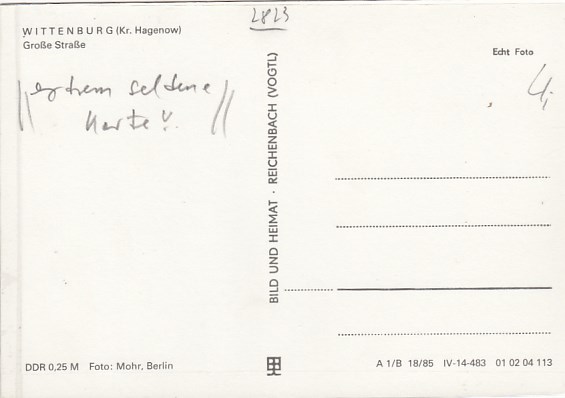 2823
WITTENBURG (Kr. Hagenow)
Große Straße
Echt Foto
extrem seltene
Karte!
4,-
BILD UND HEIMAT · REICHENBACH (VOGTL)
DDR 0,25 M Foto: Mohr, Berlin
A 1/B 18/85 IV-14-483 01 02 04 113